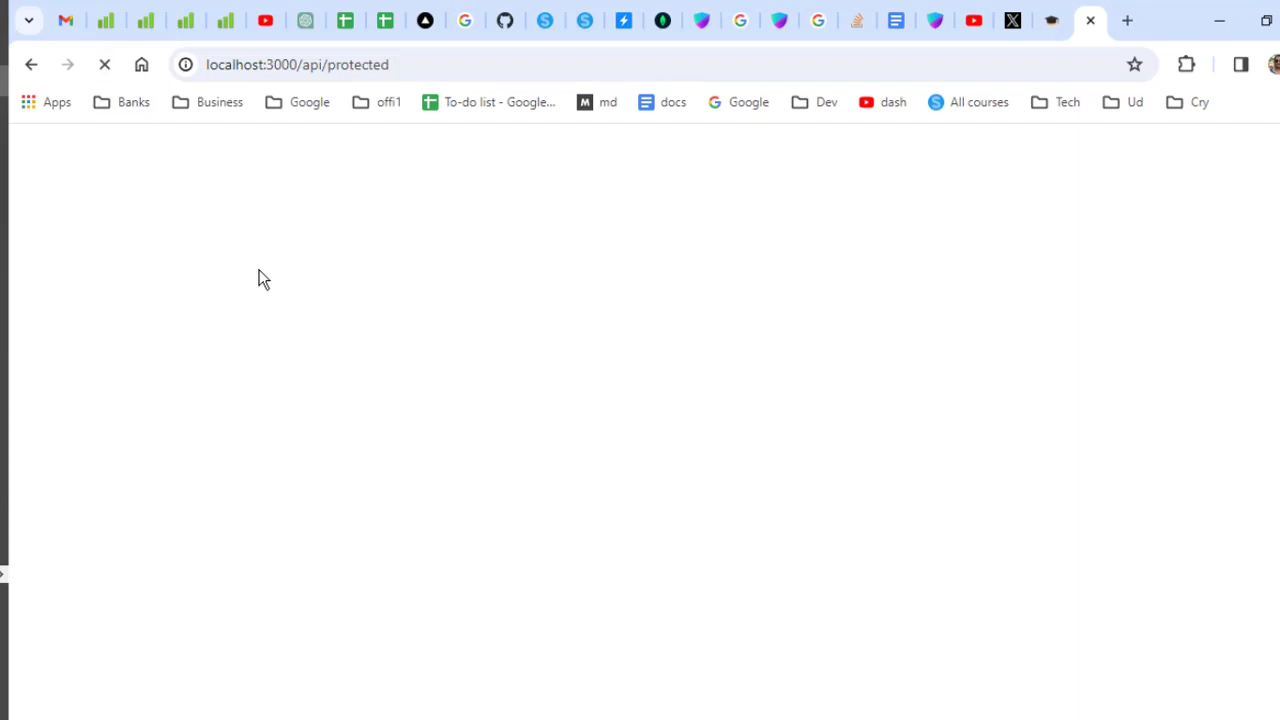 localhost:3000/api/protected
Apps Banks Business Google offi1 To-do list - Google... M md docs Google Dev dash All courses Tech Ud Cry